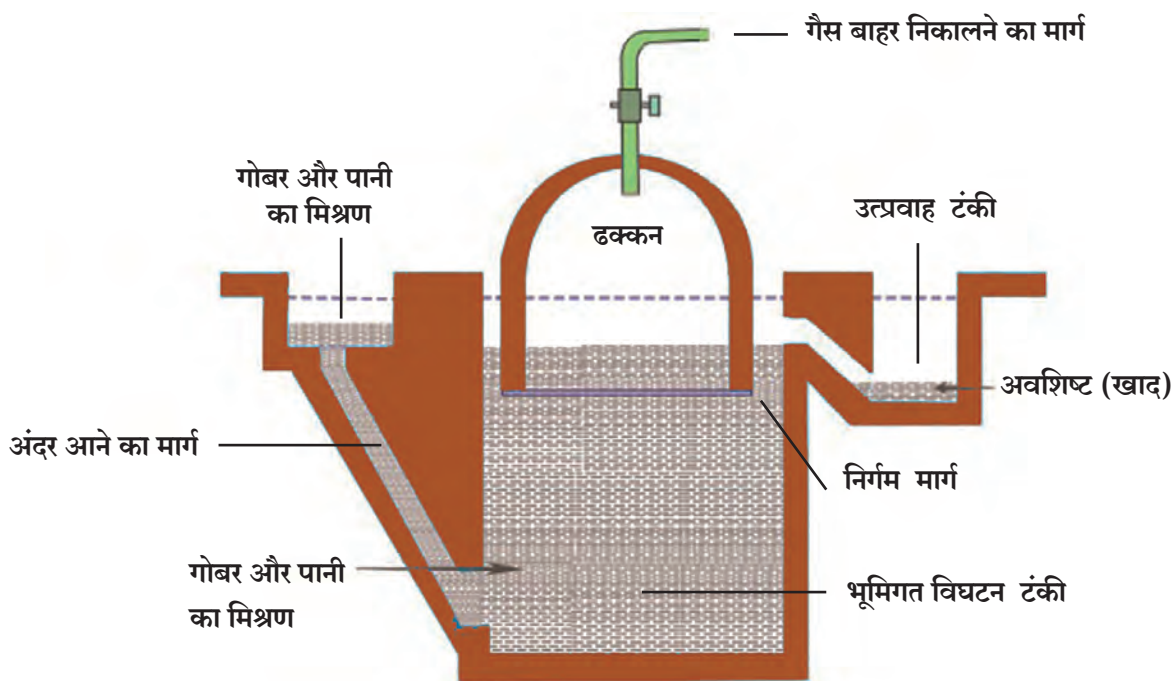 गैस बाहर निकालने का मार्ग
गोबर और पानी
का मिश्रण
उत्प्रवाह टंकी
ढक्कन
अवशिष्ट (खाद)
अंदर आने का मार्ग
निर्गम मार्ग
गोबर और पानी
का मिश्रण
भूमिगत विघटन टंकी